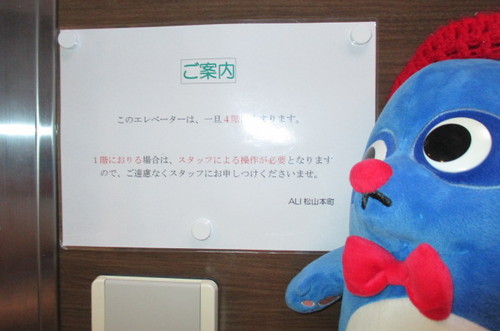 ご案内
このエレベーターは、一旦4階 まります。
1階におりる場合は、スタッフによる操作が必要となります
ので、ご遠慮なくスタッフにお申しつけくださいませ。
ALI 松山本町